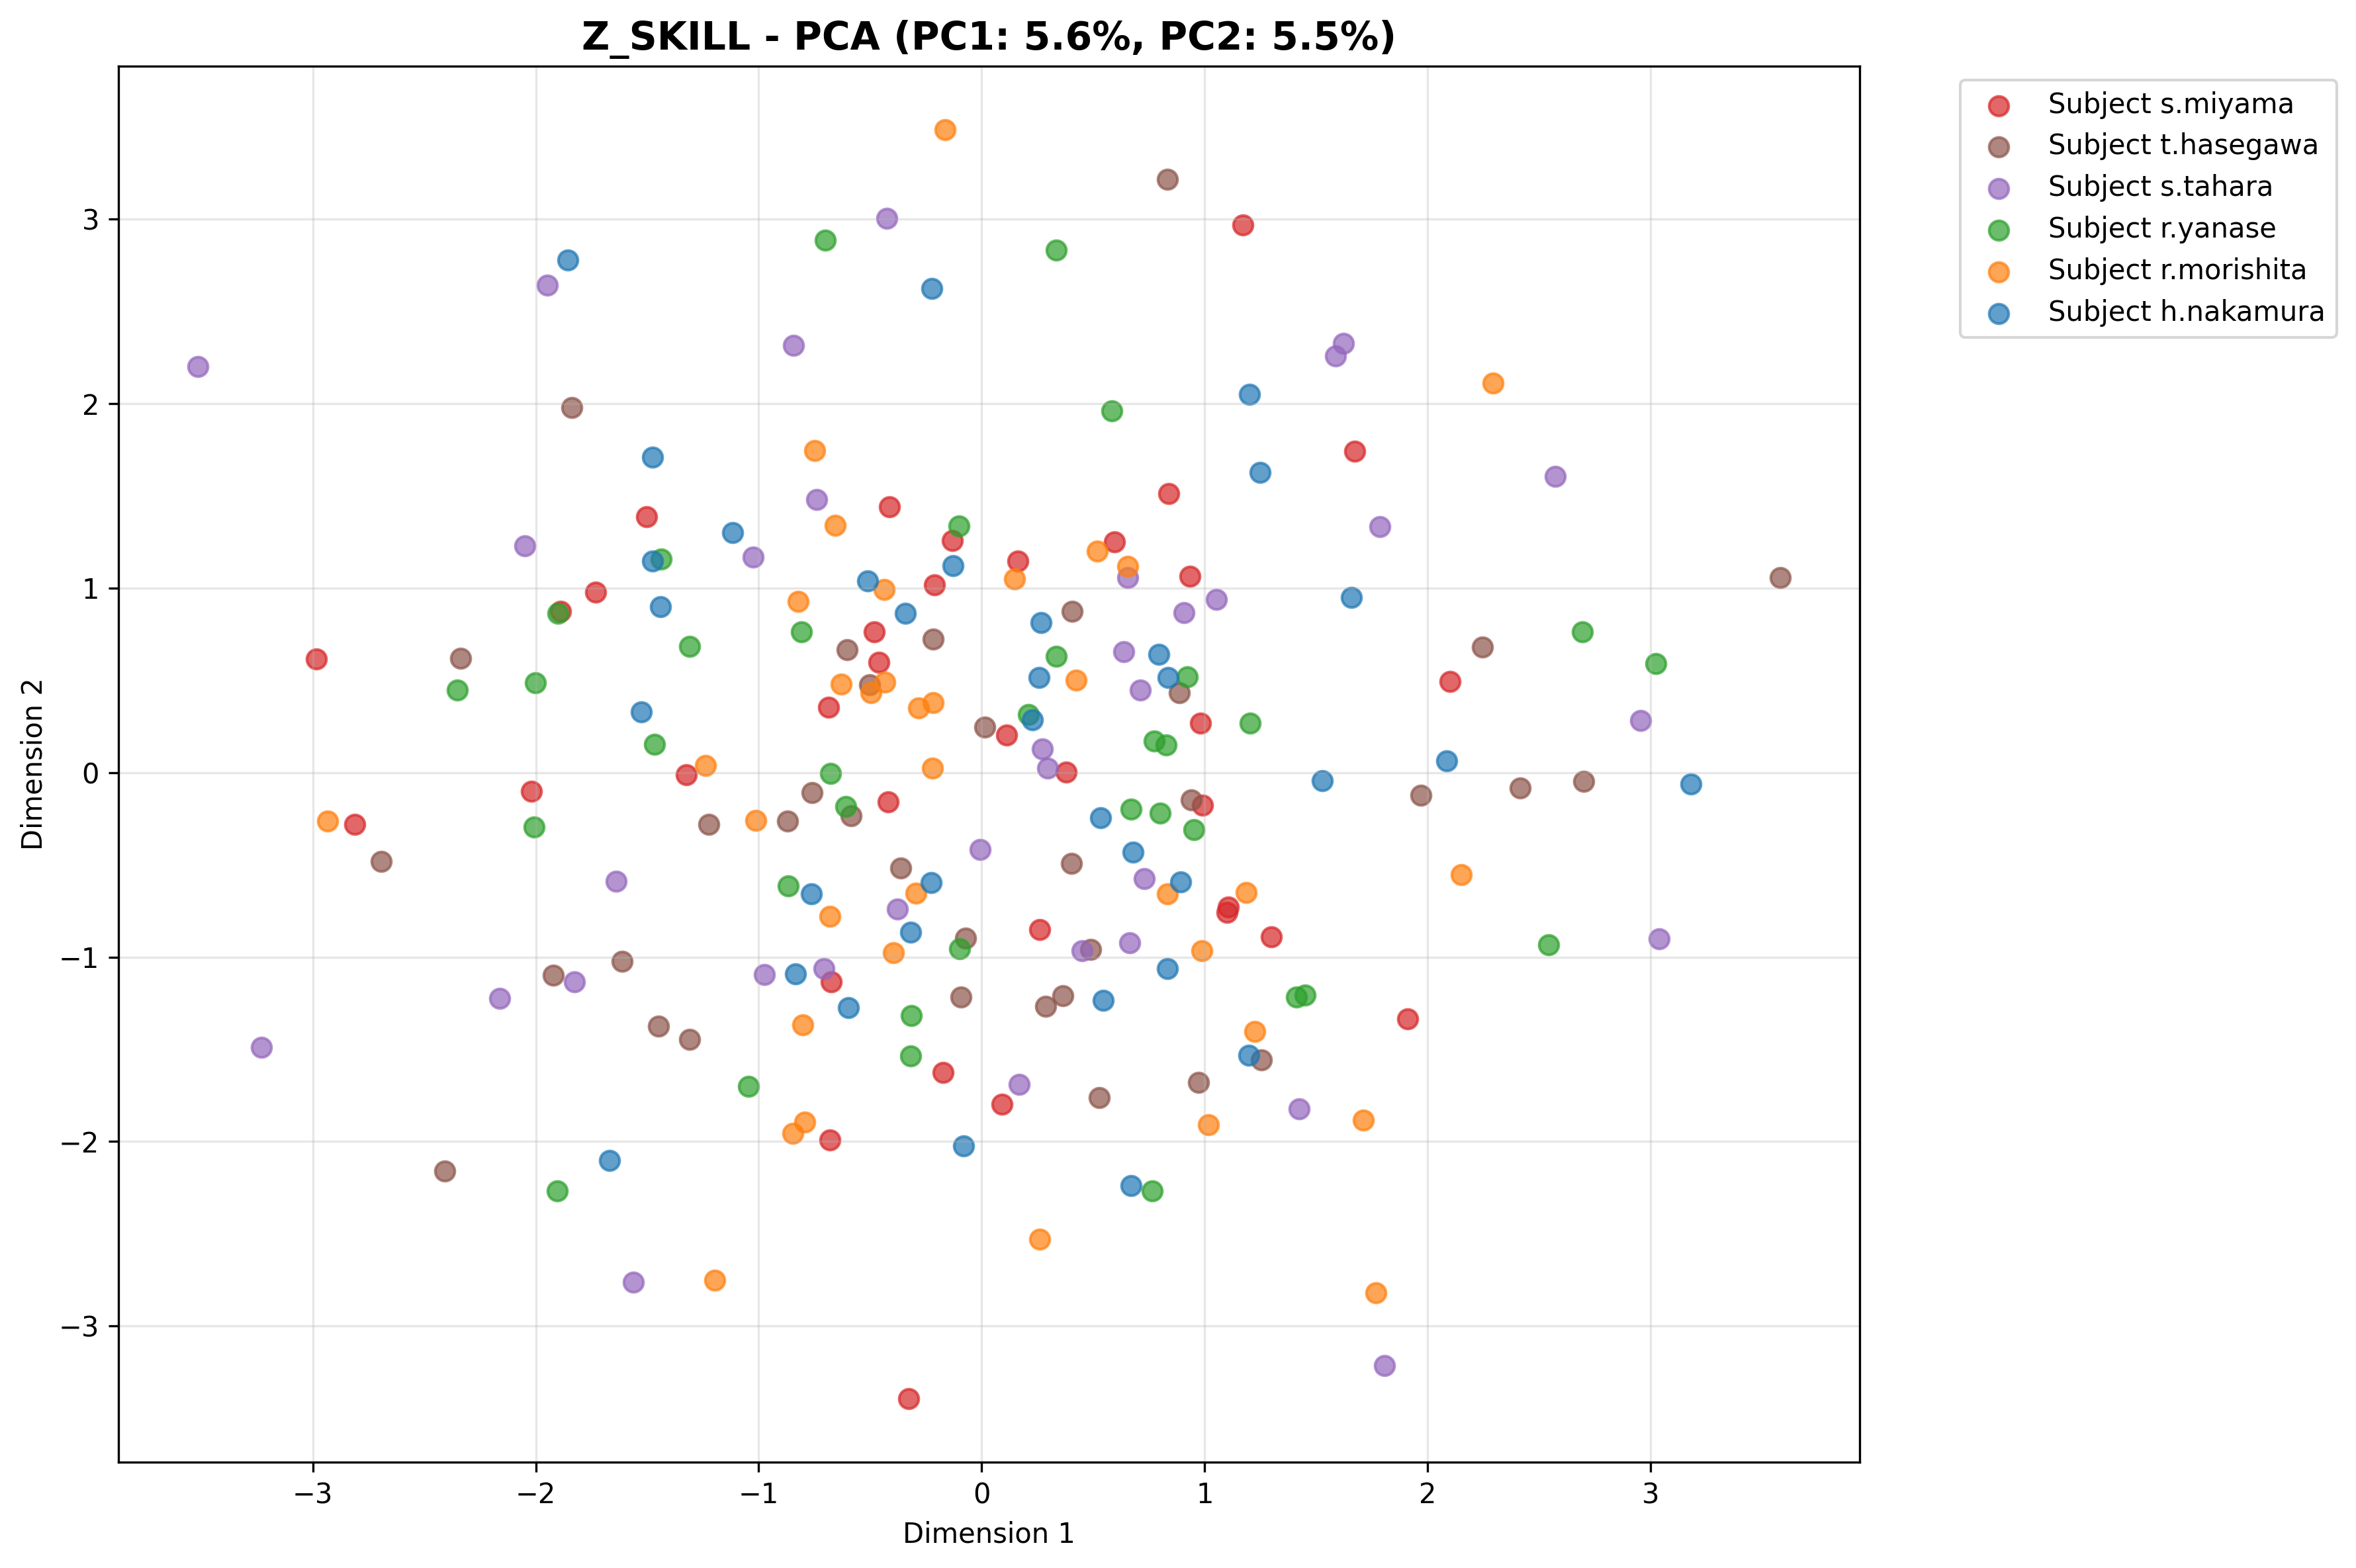 Z_SKILL - PCA (PC1: 5.6%, PC2: 5.5%)
Subject s.miyama
Subject t.hasegawa
Subject s.tahara
Subject r.yanase
Subject r.morishita
Subject h.nakamura
Dimension 2
3
2
1
0
−1
−2
−3
−3 −2 −1 0 1 2 3
Dimension 1